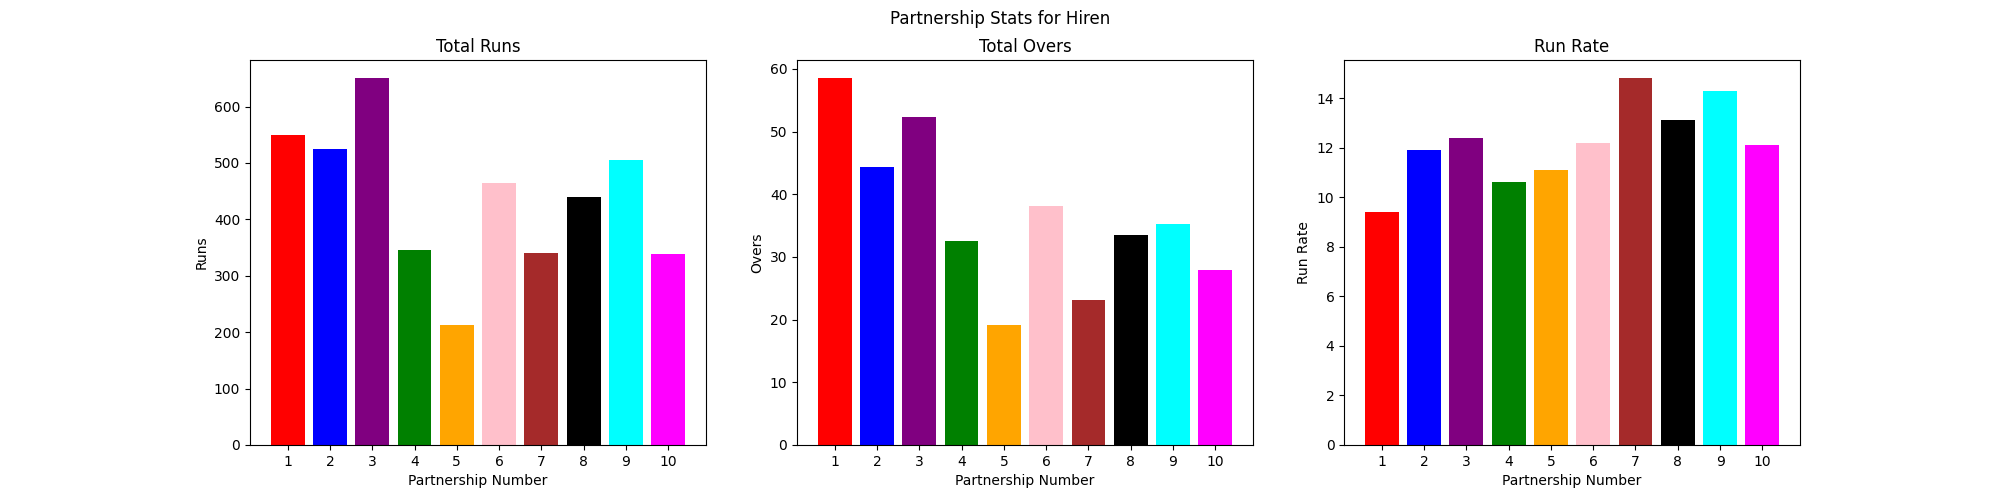 Partnership Stats for Hiren
Total Runs
Runs
600
500
400
300
200
100
0
1 2 3 4 5 6 7 8 9 10
Partnership Number
Total Overs
Overs
60
50
40
30
20
10
0
1 2 3 4 5 6 7 8 9 10
Partnership Number
Run Rate
Run Rate
14
12
10
8
6
4
2
0
1 2 3 4 5 6 7 8 9 10
Partnership Number